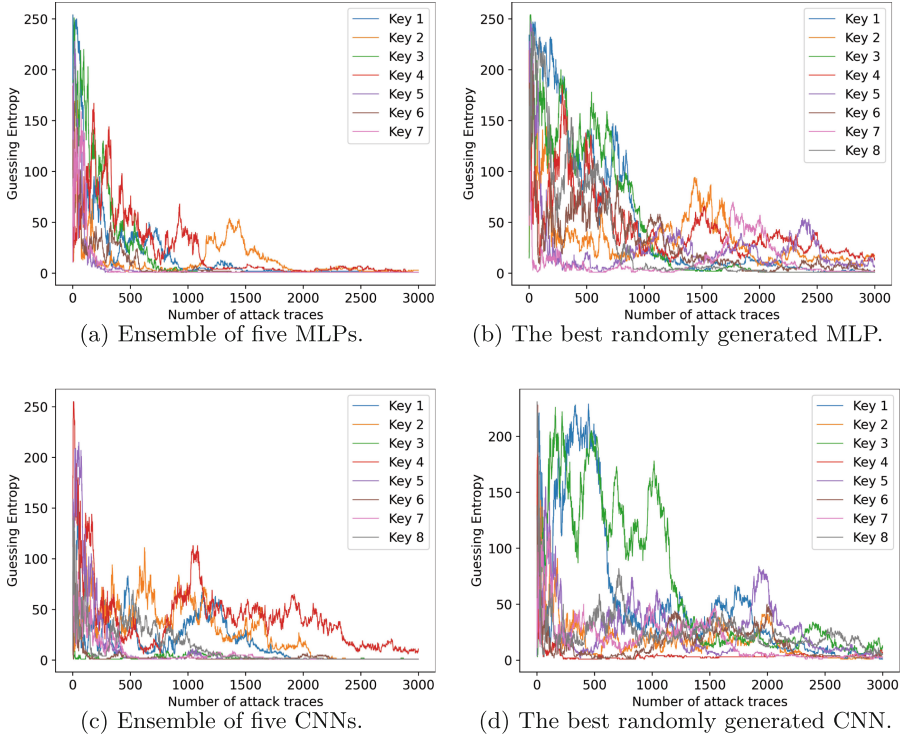 250
200
150
100
50
0
Guessing Entropy
Key 1
Key 2
Key 3
Key 4
Key 5
Key 6
Key 7
0 500 1000 1500 2000 2500 3000
Number of attack traces
(a) Ensemble of five MLPs.
250
200
150
100
50
0
Guessing Entropy
Key 1
Key 2
Key 3
Key 4
Key 5
Key 6
Key 7
Key 8
0 500 1000 1500 2000 2500 3000
Number of attack traces
(b) The best randomly generated MLP.
250
200
150
100
50
0
Guessing Entropy
Key 1
Key 2
Key 3
Key 4
Key 5
Key 6
Key 7
Key 8
0 500 1000 1500 2000 2500 3000
Number of attack traces
(c) Ensemble of five CNNs.
200
150
100
50
0
Guessing Entropy
Key 1
Key 2
Key 3
Key 4
Key 5
Key 6
Key 7
Key 8
0 500 1000 1500 2000 2500 3000
Number of attack traces
(d) The best randomly generated CNN.